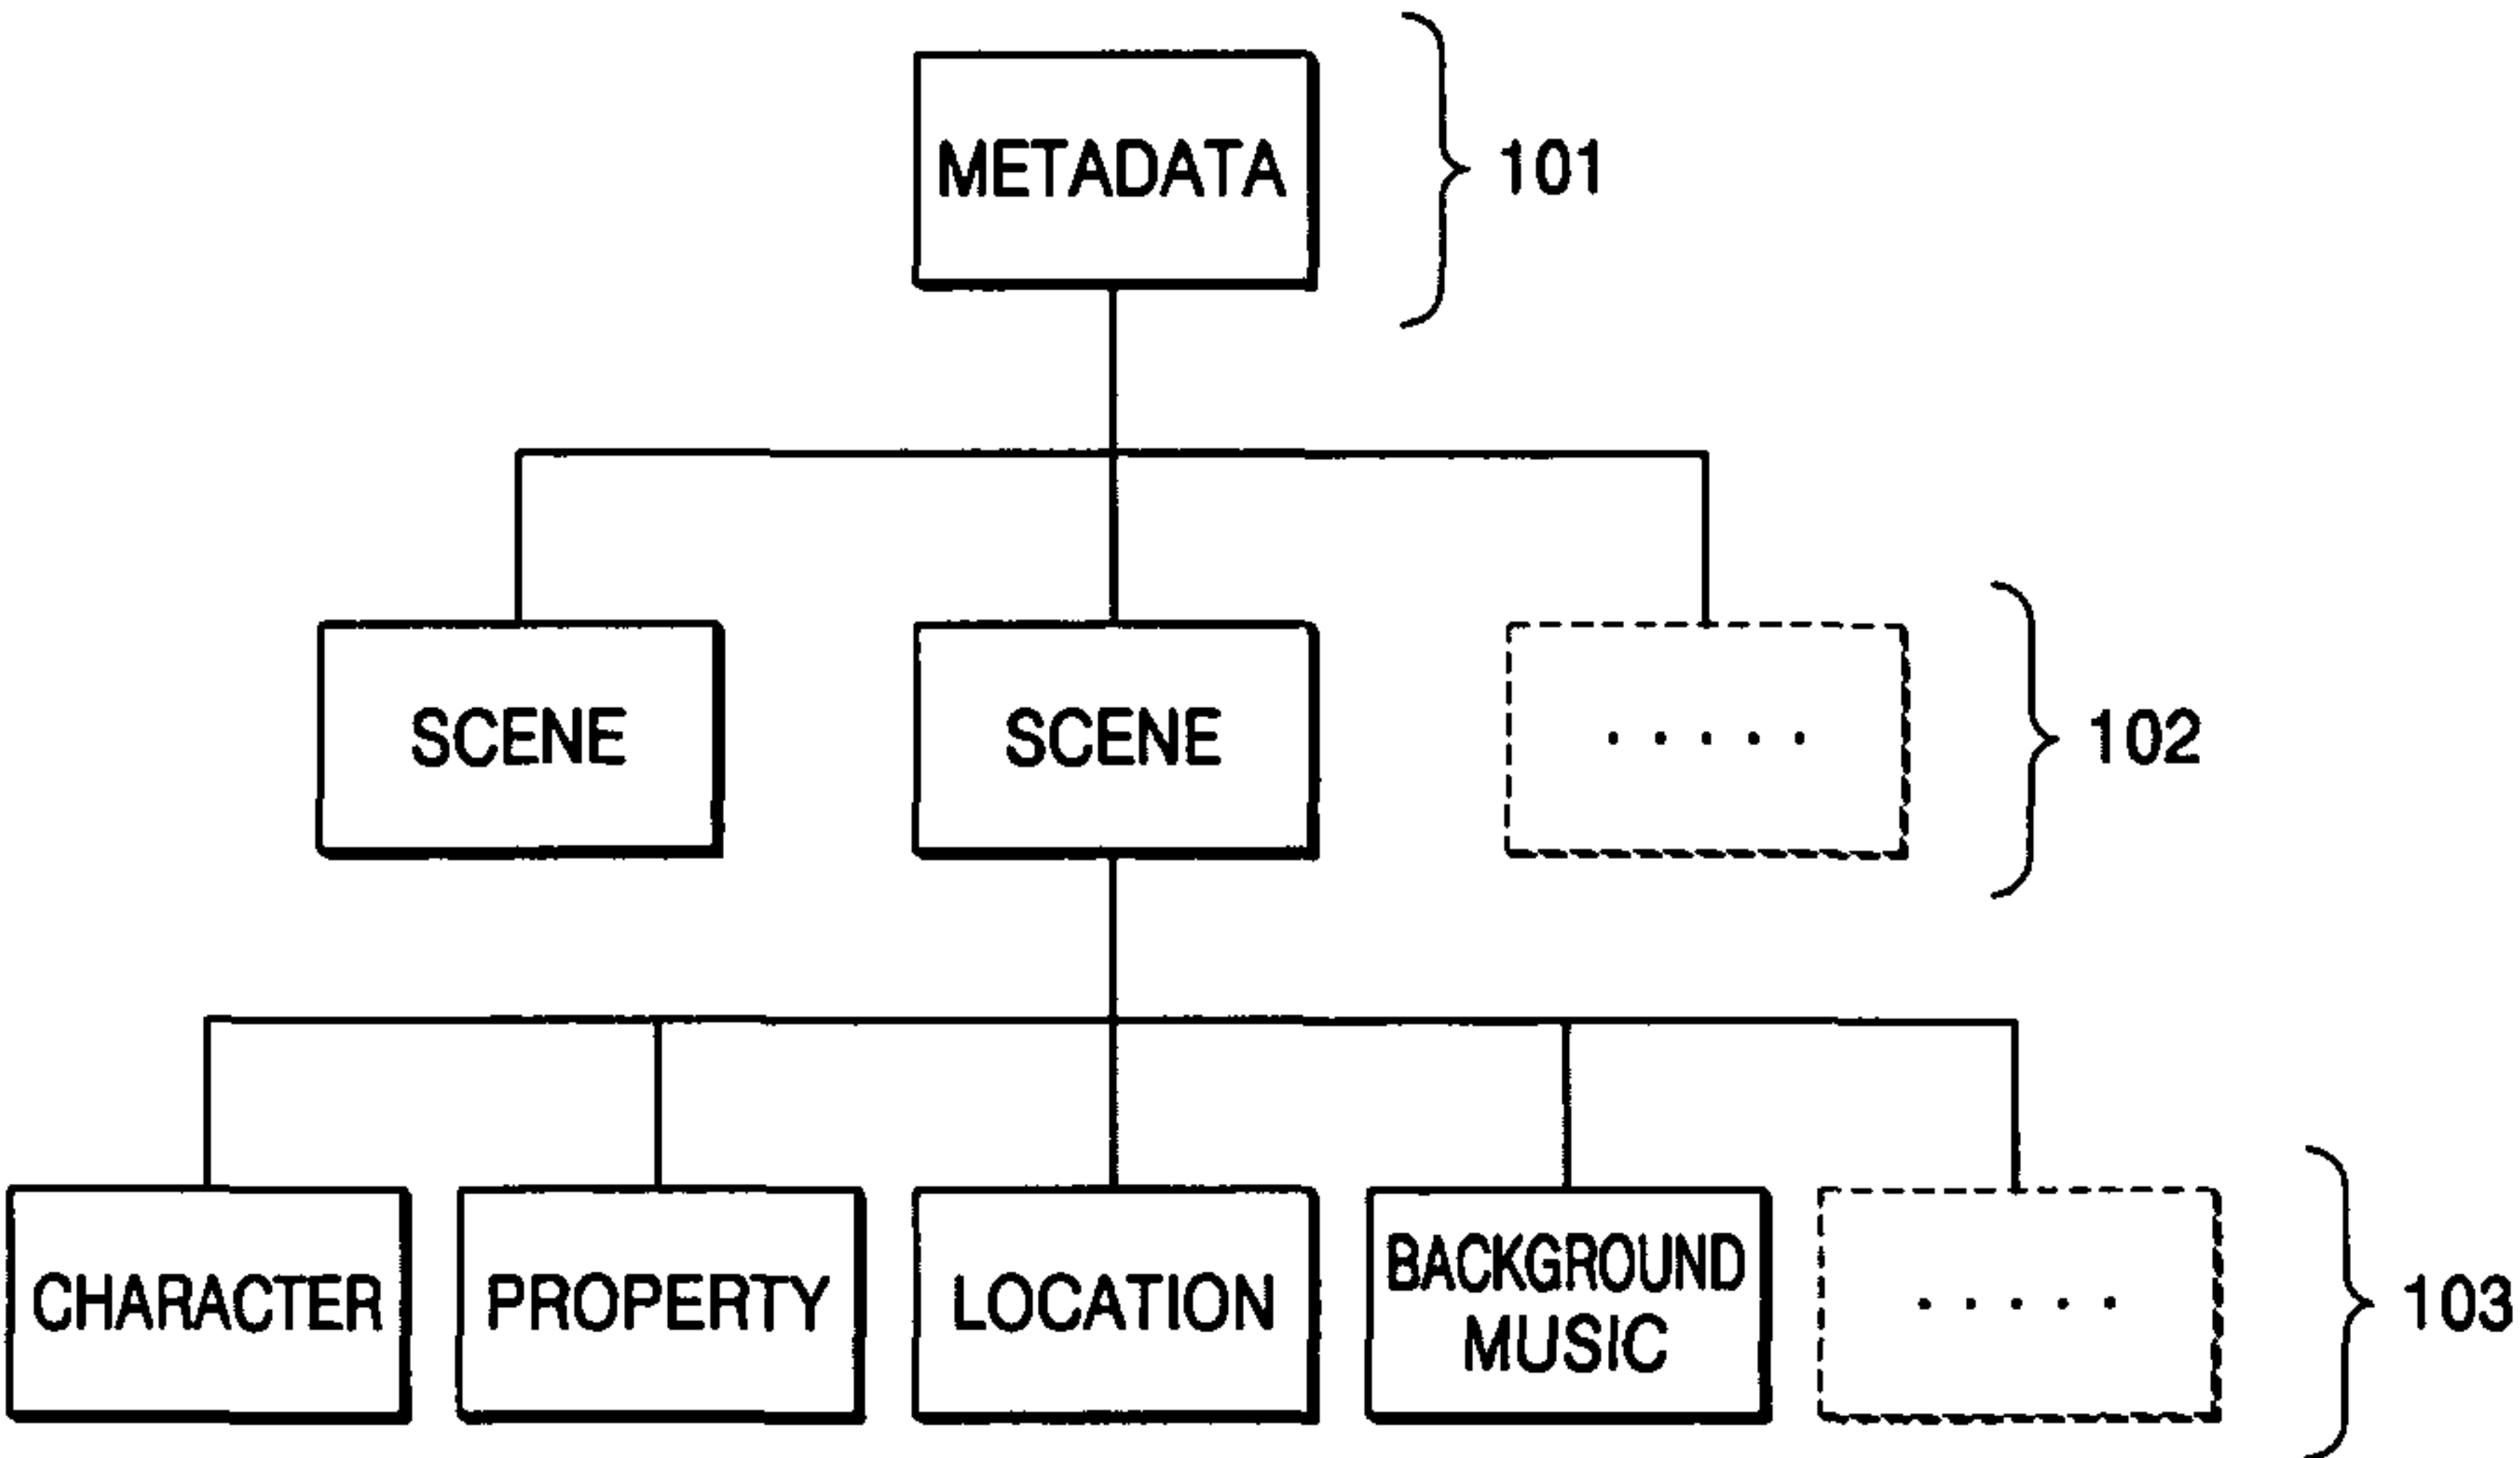 METADATA
101
SCENE
SCENE
.....
102
CHARACTER
PROPERTY
LOCATION
BACKGROUND
MUSIC
.....
103